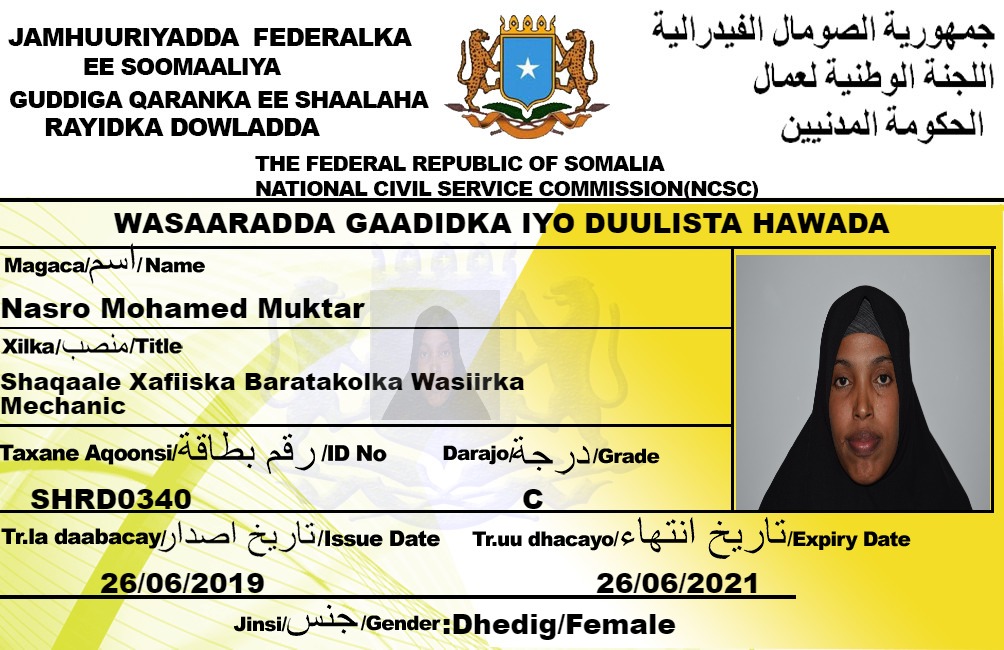 JAMHUURIYADDA FEDERALKA
EE SOOMAALIYA
GUDDIGA QARANKA EE SHAALAHA
RAYIDKA DOWLADDA
جمهورية الصومال الفيدرالية
اللجنة الوطنية لعمال
الحكومة المدنيين
THE FEDERAL REPUBLIC OF SOMALIA
NATIONAL CIVIL SERVICE COMMISSION(NCSC)
WASAARADDA GAADIDKA IYO DUULISTA HAWADA
Magaca/اسم/Name
Nasro Mohamed Muktar
Xilka/منصب/Title
Shaqaale Xafiiska Baratakolka Wasiirka
Mechanic
Taxane Aqoonsi/رقم بطاقة/ID No Darajo/درجة/Grade
SHRD0340 C
Tr.la daabacay/تاريخ اصدار/Issue Date Tr.uu dhacayo/تاريخ انتهاء/Expiry Date
26/06/2019 26/06/2021
Jinsi/جنس/Gender:Dhedig/Female